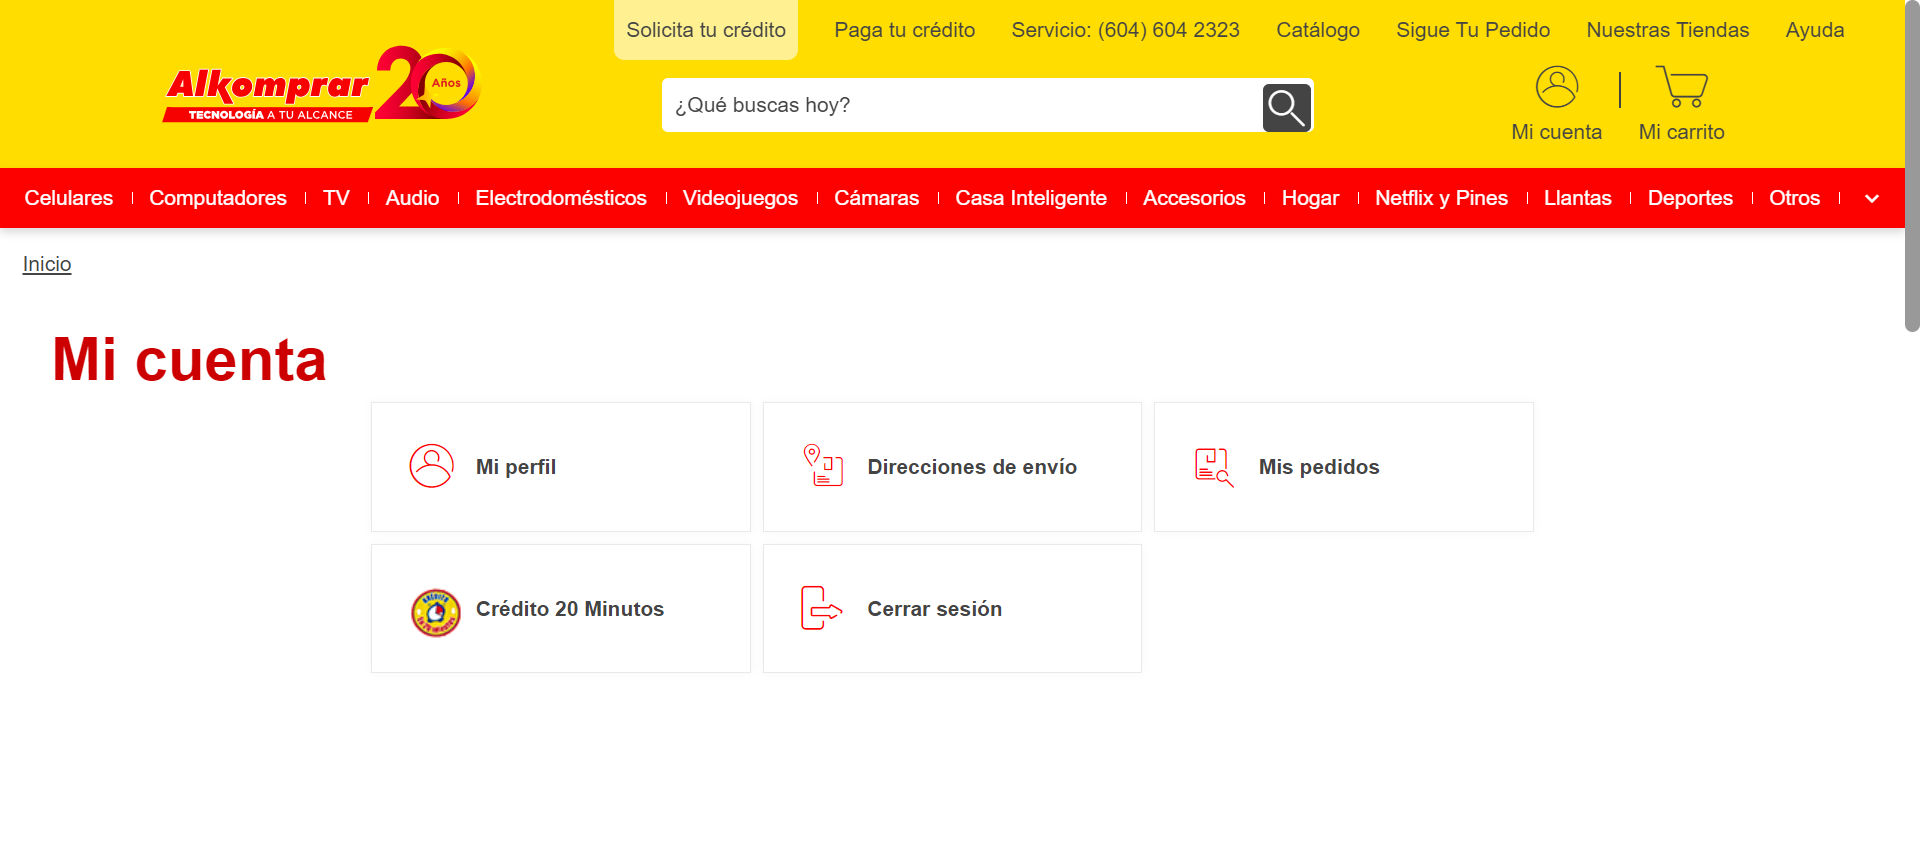 Solicita tu crédito
Paga tu crédito
Servicio: (604) 604 2323
Catálogo
Sigue Tu Pedido
Nuestras Tiendas
Ayuda
Alkomprar 20 Años
TECNOLOGÍA A TU ALCANCE
¿Qué buscas hoy?
Mi cuenta
Mi carrito
Celulares
Computadores
TV
Audio
Electrodomésticos
Videojuegos
Cámaras
Casa Inteligente
Accesorios
Hogar
Netflix y Pines
Llantas
Deportes
Otros
Inicio
Mi cuenta
Mi perfil
Direcciones de envío
Mis pedidos
Crédito 20 Minutos
Cerrar sesión